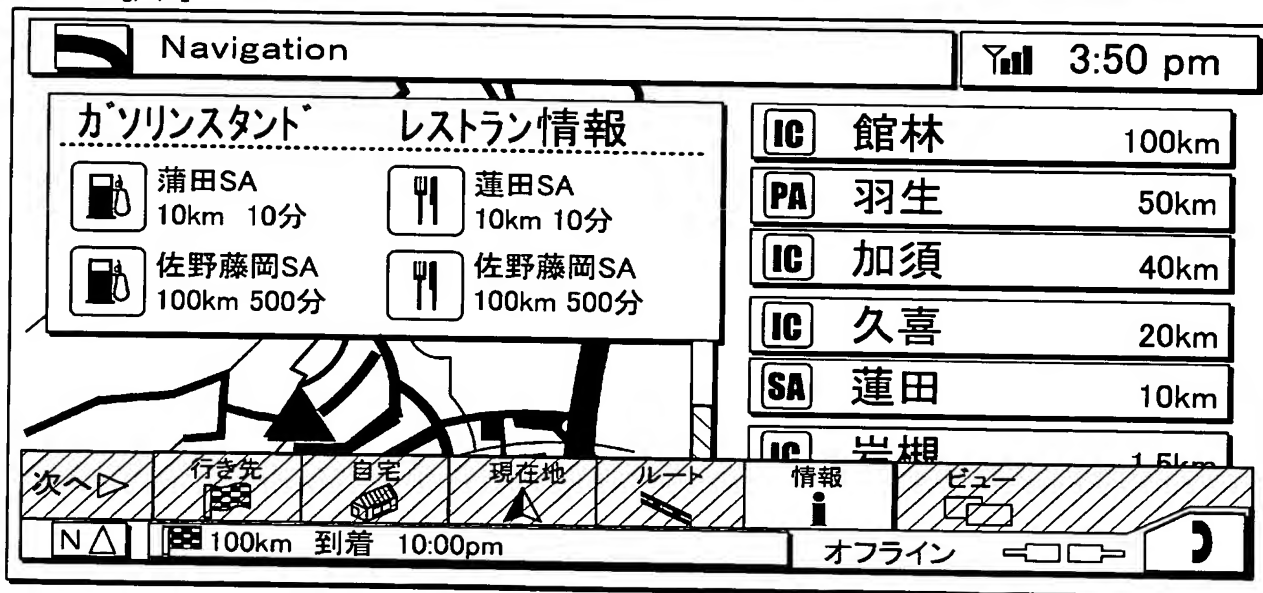 Navigation
3:50 pm
ガソリンスタンド レストラン情報
蒲田SA
10km 10分
蓮田SA
10km 10分
佐野藤岡SA
100km 500分
佐野藤岡SA
100km 500分
IC 館林 100km
PA 羽生 50km
IC 加須 40km
IC 久喜 20km
SA 蓮田 10km
IC 岩槻 1.5km
次へ
行き先
自宅
現在地
ルート
情報
ビュー
N
100km 到着 10:00pm
オフライン